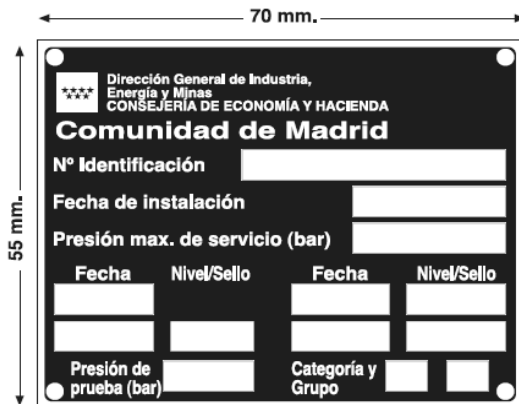 70 mm.
55 mm.
Dirección General de Industria,
Energía y Minas
CONSEJERÍA DE ECONOMÍA Y HACIENDA
Comunidad de Madrid
Nº Identificación
Fecha de instalación
Presión max. de servicio (bar)
Fecha Nivel/Sello Fecha Nivel/Sello
Presión de
prueba (bar)
Categoría y
Grupo